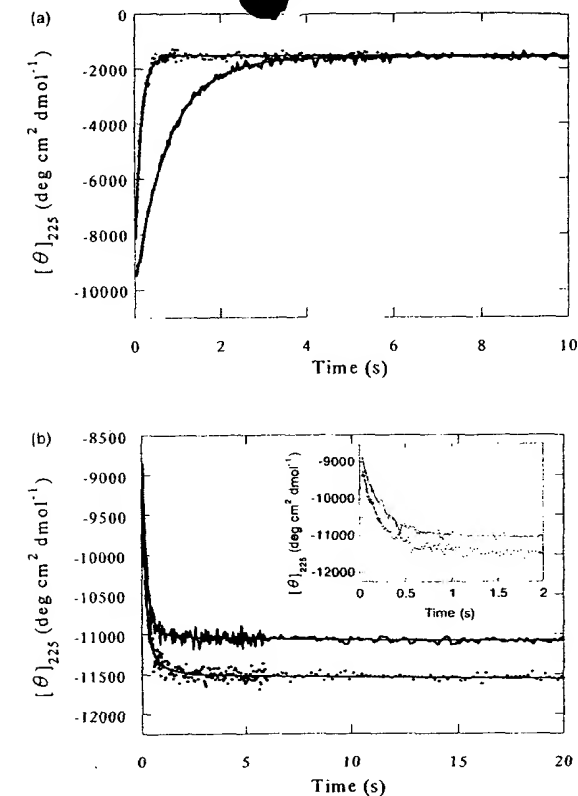 (a)
0
-2000
-4000
-6000
-8000
-10000
[θ]225 (deg cm² dmol⁻¹)
0 2 4 6 8 10
Time (s)
(b)
-8500
-9000
-9500
-10000
-10500
-11000
-11500
-12000
[θ]225 (deg cm² dmol⁻¹)
-9000
-10000
-11000
-12000
[θ]225 (deg cm² dmol⁻¹)
0 0.5 1 1.5 2
Time (s)
0 5 10 15 20
Time (s)